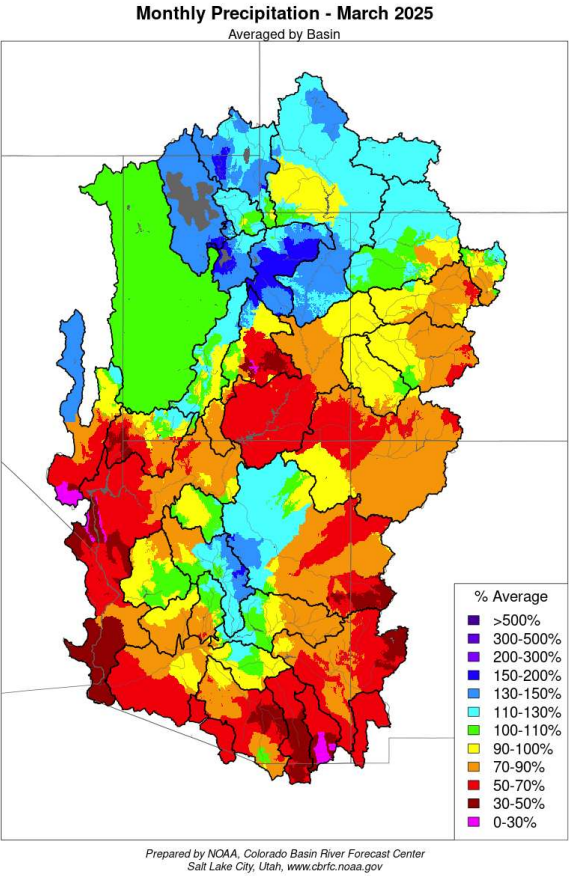 Monthly Precipitation - March 2025
Averaged by Basin
% Average
>500%
300-500%
200-300%
150-200%
130-150%
110-130%
100-110%
90-100%
70-90%
50-70%
30-50%
0-30%
Prepared by NOAA, Colorado Basin River Forecast Center
Salt Lake City, Utah, www.cbrfc.noaa.gov